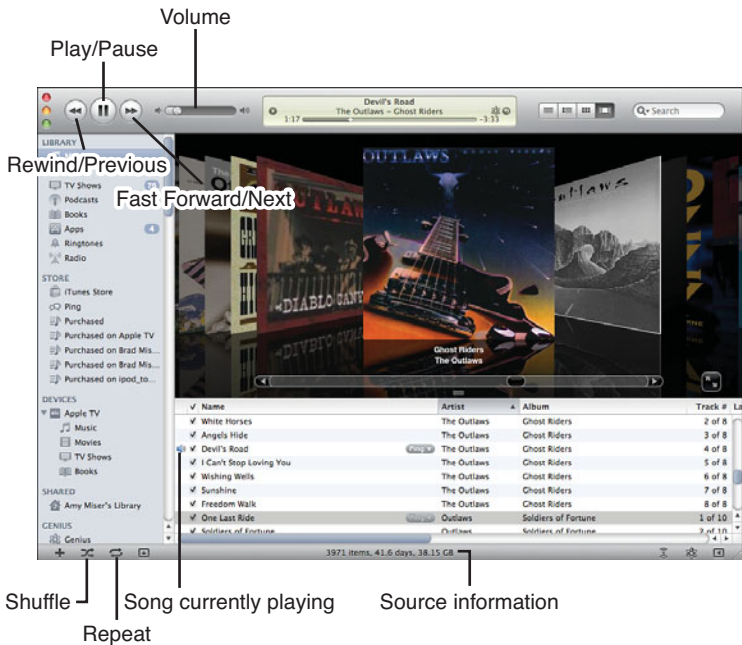 Volume
Play/Pause
Devil's Road
The Outlaws – Ghost Riders
1:17
-3:33
Search
LIBRARY
Rewind/Previous
TV Shows
Fast Forward/Next
Podcasts
Books
Apps
4
Ringtones
Radio
STORE
iTunes Store
Ping
Purchased
Purchased on Apple TV
Purchased on Brad Mis...
Purchased on Brad Mis...
Purchased on ipod_to...
DEVICES
Apple TV
Music
Movies
TV Shows
Books
SHARED
Amy Miser's Library
GENIUS
Genius
OUTLAWS
OUTLAWS
DIABLO CANY
outlaws
Ghost Riders
The Outlaws
Name Artist Album Track # La
White Horses The Outlaws Ghost Riders 2 of 8
Angels Hide The Outlaws Ghost Riders 3 of 8
Devil's Road Ping The Outlaws Ghost Riders 4 of 8
I Can't Stop Loving You The Outlaws Ghost Riders 5 of 8
Wishing Wells The Outlaws Ghost Riders 6 of 8
Sunshine The Outlaws Ghost Riders 7 of 8
Freedom Walk The Outlaws Ghost Riders 8 of 8
One Last Ride Outlaws Soldiers of Fortune 1 of 10
Soldiers of Fortune Outlaws Soldiers of Fortune 2 of 10
3971 items, 41.6 days, 38.15 GB
Shuffle
Song currently playing
Source information
Repeat